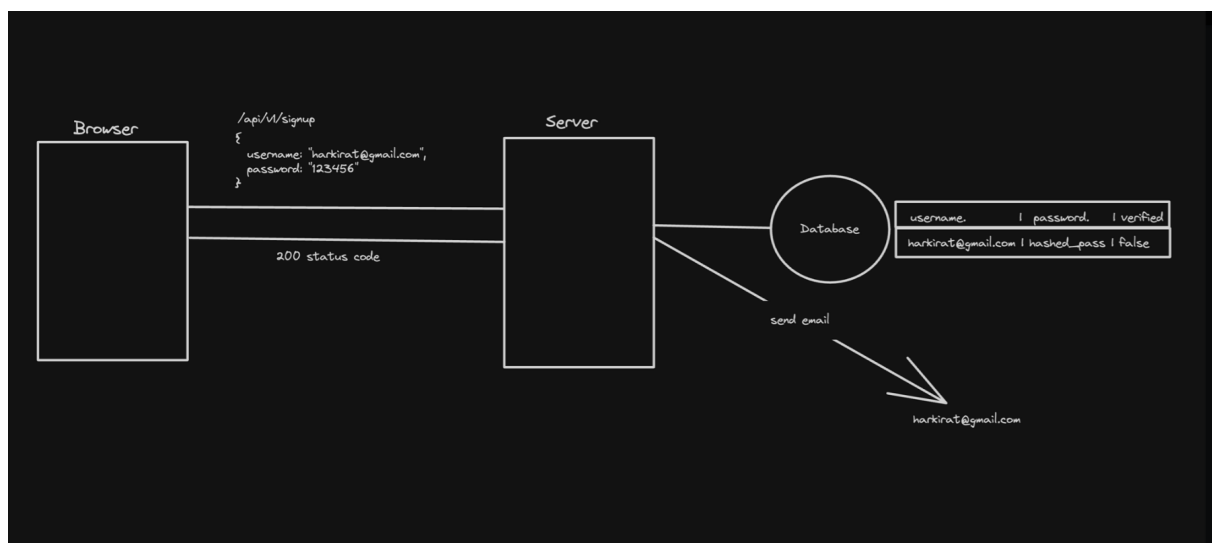 Browser
/api/v1/signup
{
username: "harkirat@gmail.com",
password: "123456"
}
200 status code
Server
Database
username. | password. | verified
harkirat@gmail.com | hashed_pass | false
send email
harkirat@gmail.com